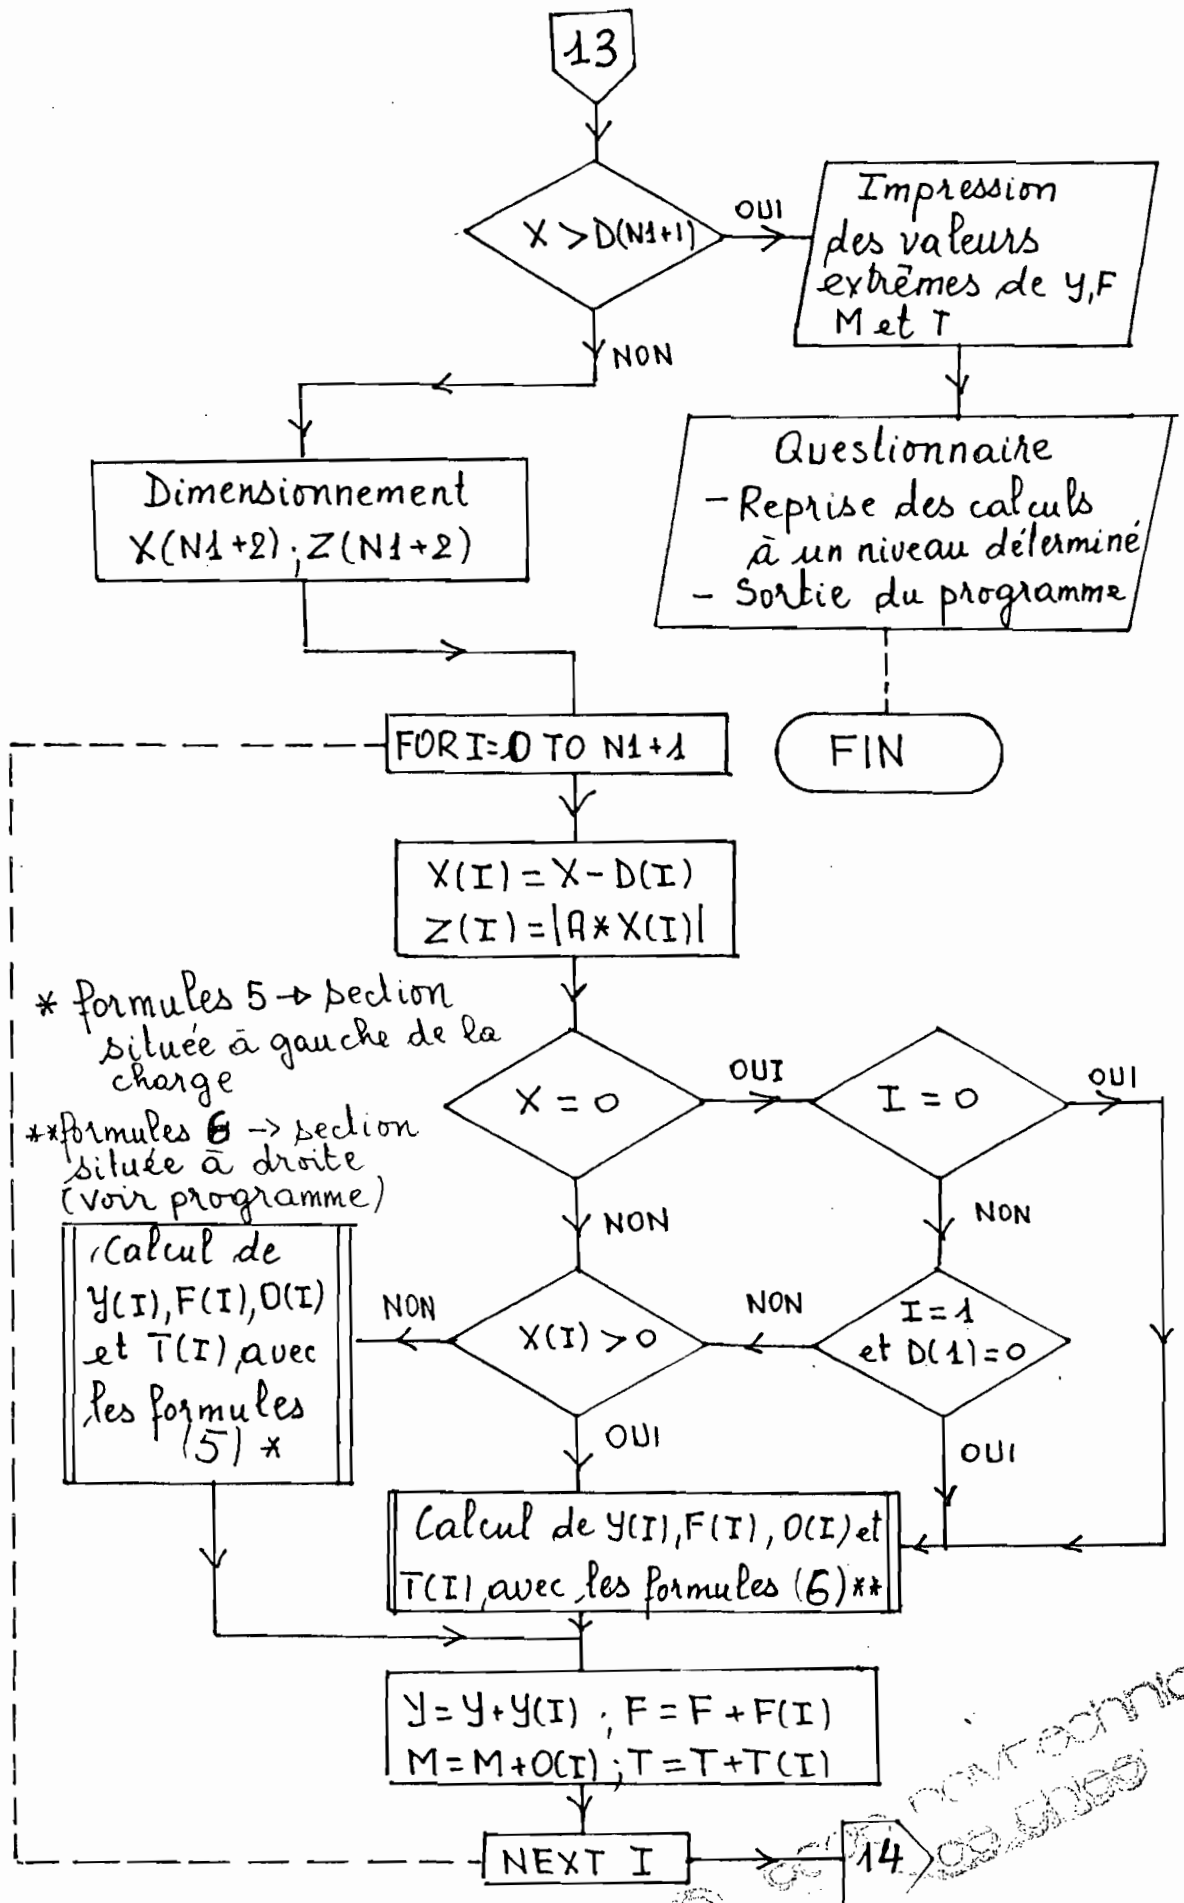 13
X > D(N1+1)
OUI
Impression
des valeurs
extrêmes de Y, F
M et T
NON
Questionnaire
- Reprise des calculs
à un niveau déterminé
- Sortie du programme
Dimensionnement
X(N1+2) ; Z(N1+2)
FOR I=0 TO N1+1
FIN
X(I) = X - D(I)
Z(I) = |A * X(I)|
* formules 5 → section
située à gauche de la
charge
** formules 6 → section
située à droite
(voir programme)
X = 0
OUI
I = 0
OUI
NON
NON
Calcul de
Y(I), F(I), O(I)
et T(I) avec
les formules
(5) *
NON
X(I) > 0
NON
I = 1
et D(1) = 0
OUI
OUI
Calcul de Y(I), F(I), O(I) et
T(I) avec les formules (6) **
Y = Y + Y(I) ; F = F + F(I)
M = M + O(I) ; T = T + T(I)
NEXT I
14